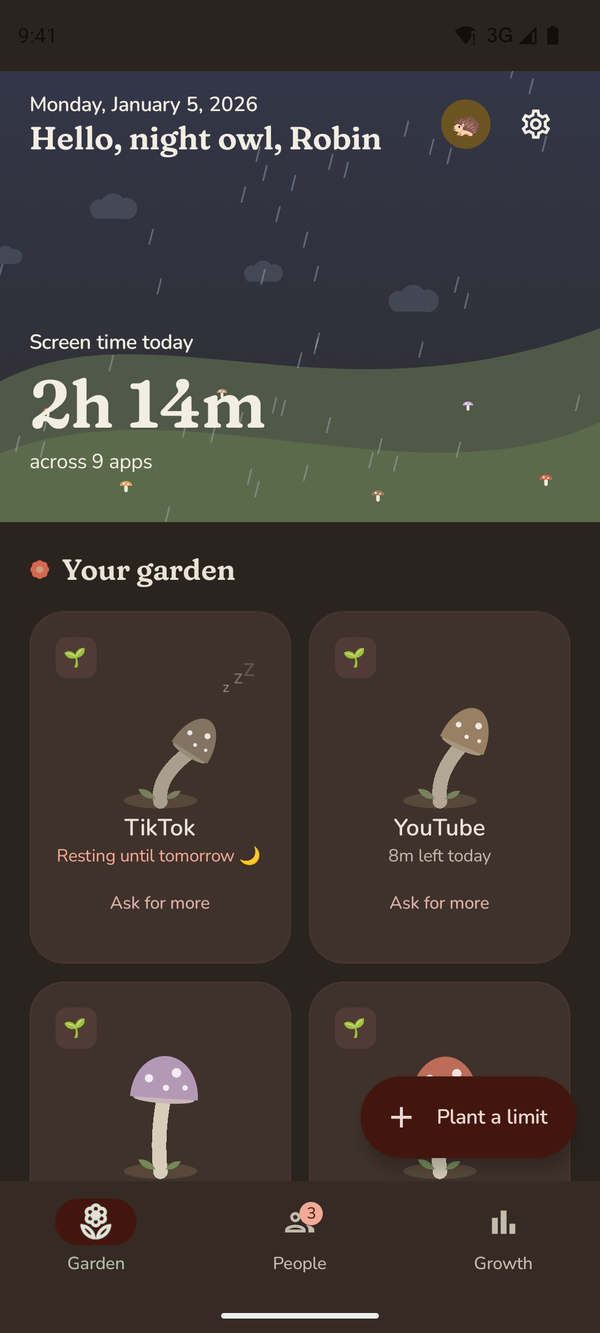 9:41
3G
Monday, January 5, 2026
Hello, night owl, Robin
Screen time today
2h 14m
across 9 apps
Your garden
z z Z
TikTok
Resting until tomorrow 🌙
Ask for more
YouTube
8m left today
Ask for more
+ Plant a limit
3
Garden
People
Growth